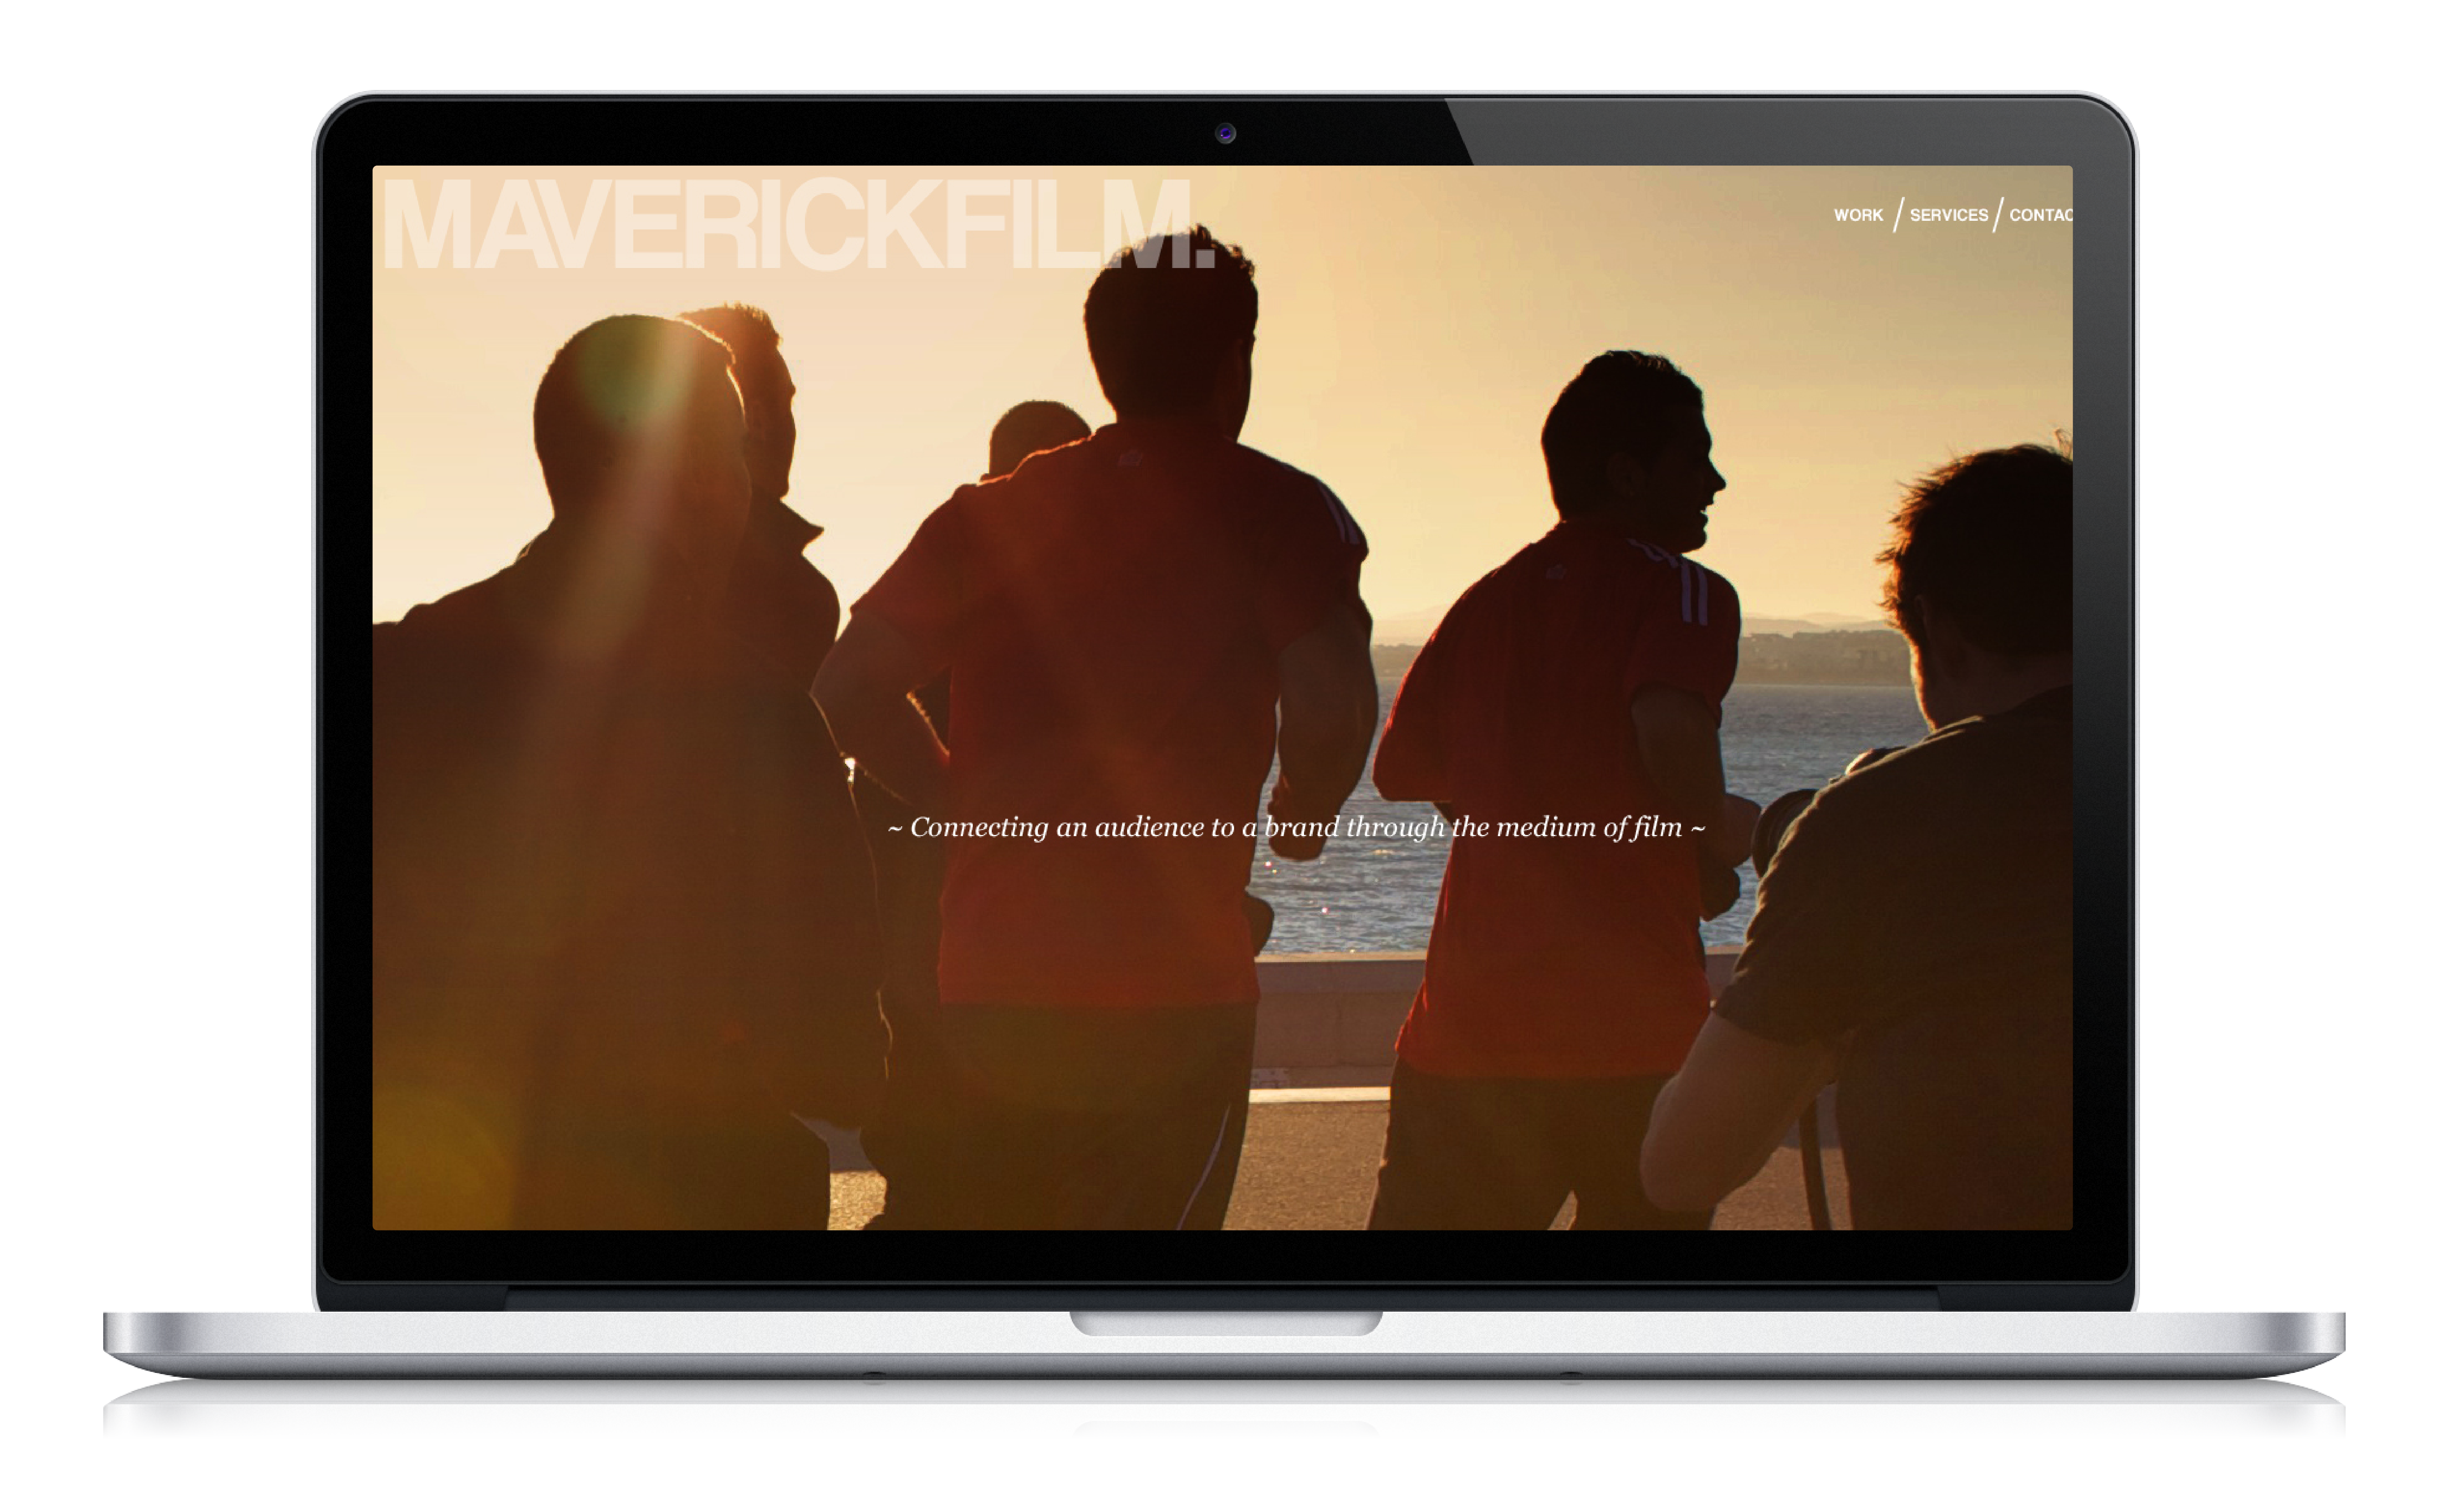 MAVERICKFILM.
WORK / SERVICES / CONTAC
~ Connecting an audience to a brand through the medium of film ~